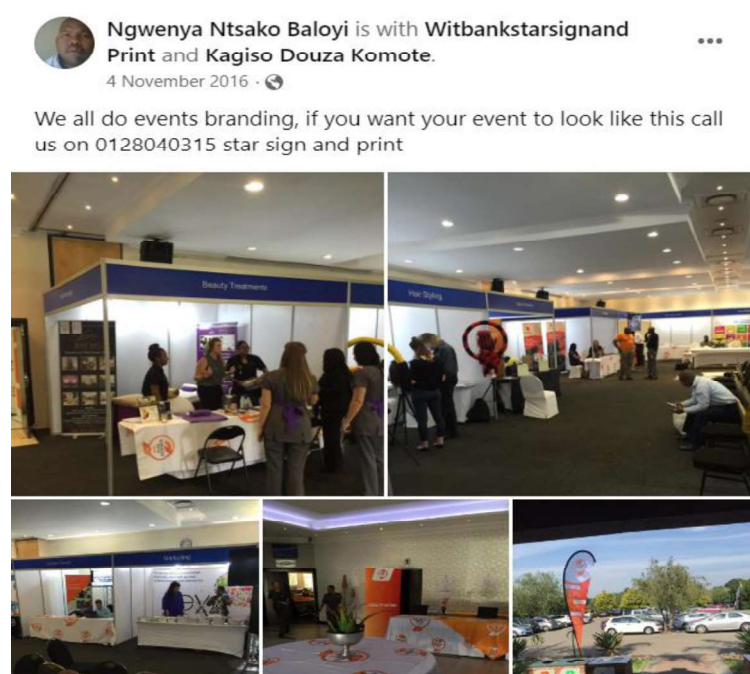 Ngwenya Ntsako Baloyi is with Witbankstarsignand
Print and Kagiso Douza Komote.
4 November 2016
We all do events branding, if you want your event to look like this call
us on 0128040315 star sign and print
Beauty Treatments
Hair Styling